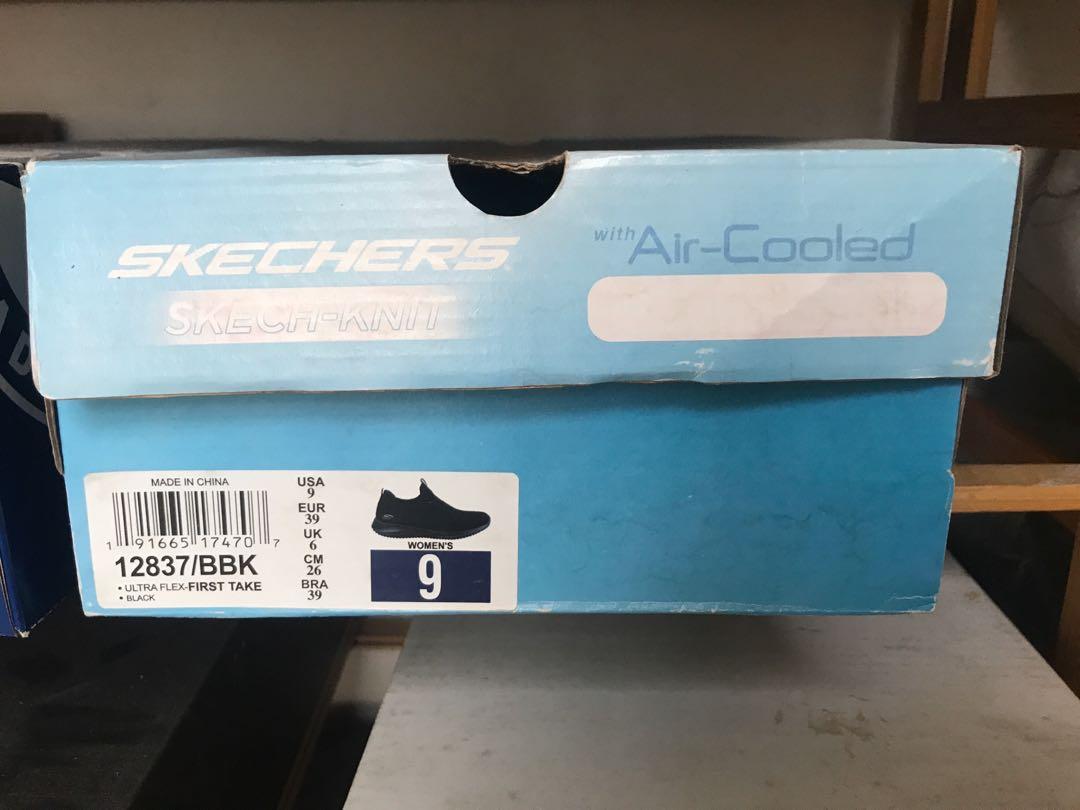 SKECHERS
SKECH-KNIT
with Air-Cooled
MADE IN CHINA
1 91665 17470 7
12837/BBK
• ULTRA FLEX-FIRST TAKE
• BLACK
USA
9
EUR
39
UK
6
CM
26
BRA
39
WOMEN'S
9